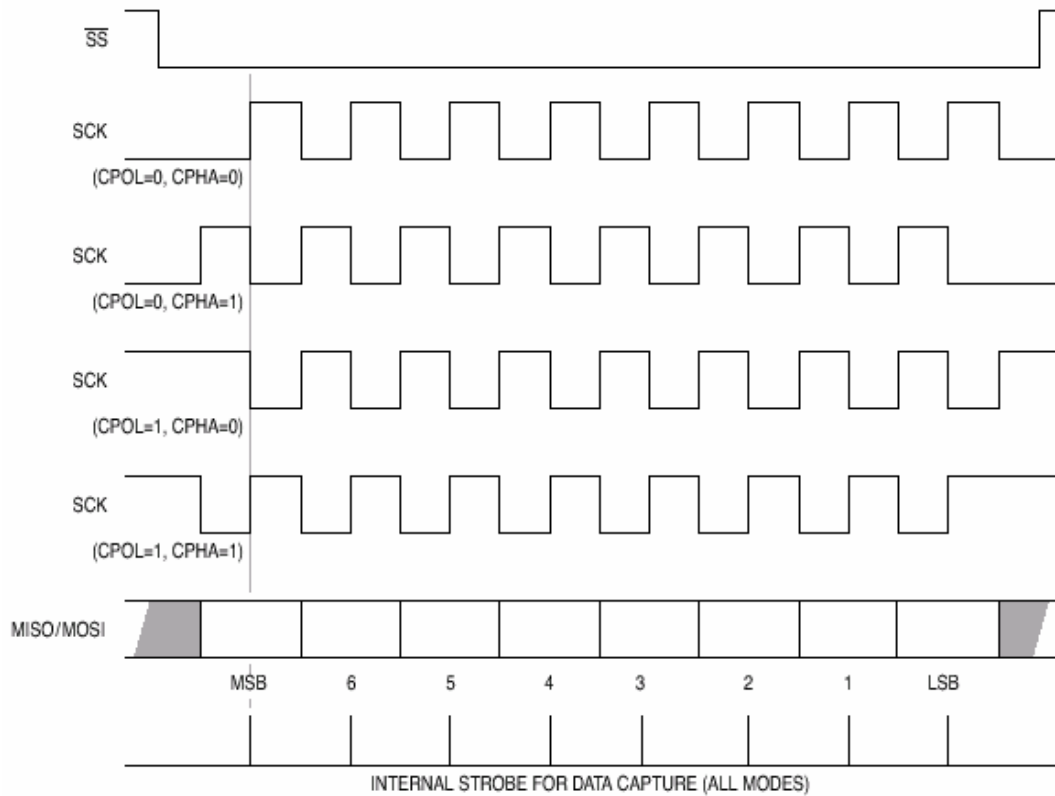 SS
SCK
(CPOL=0, CPHA=0)
SCK
(CPOL=0, CPHA=1)
SCK
(CPOL=1, CPHA=0)
SCK
(CPOL=1, CPHA=1)
MISO/MOSI
MSB 6 5 4 3 2 1 LSB
INTERNAL STROBE FOR DATA CAPTURE (ALL MODES)